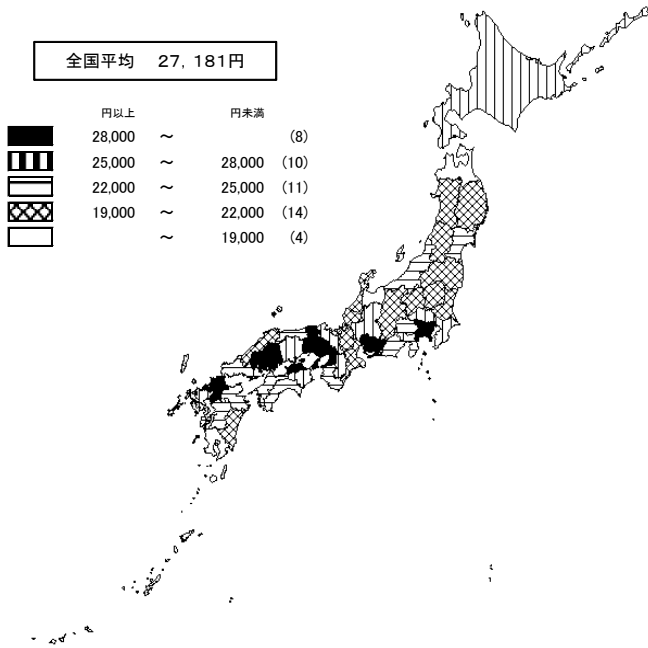 全国平均　27,181円
円以上　円未満
28,000　～　(8)
25,000　～　28,000　(10)
22,000　～　25,000　(11)
19,000　～　22,000　(14)
～　19,000　(4)